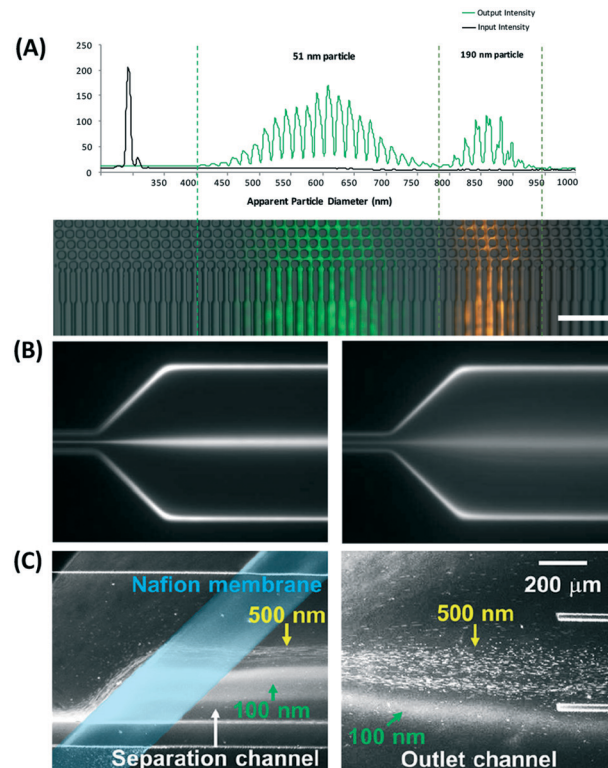 Output Intensity
Input Intensity
(A)
250
200
150
100
50
0
51 nm particle
190 nm particle
350 400 450 500 550 600 650 700 750 800 850 900 950 1000
Apparent Particle Diameter (nm)
(B)
(C)
Nafion membrane
500 nm
100 nm
Separation channel
200 μm
500 nm
100 nm
Outlet channel